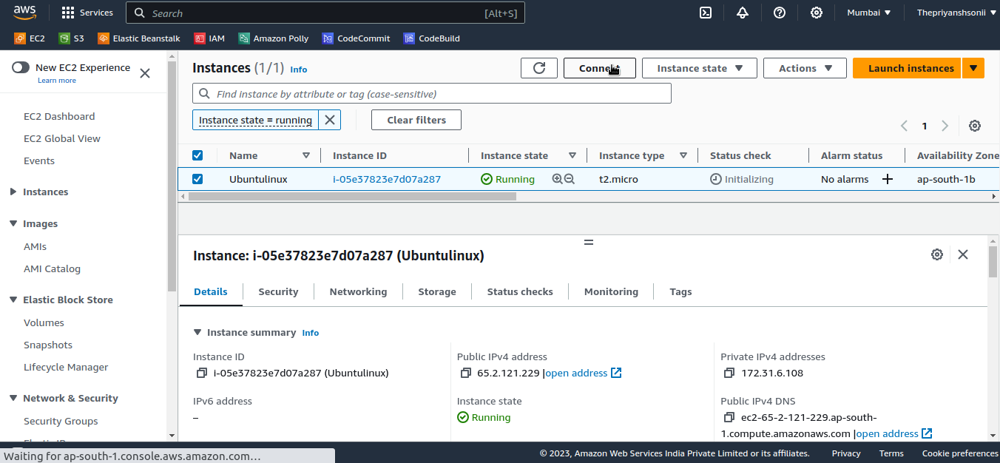 aws Services Search [Alt+S] Mumbai Thepriyanshsonii
EC2 S3 Elastic Beanstalk IAM Amazon Polly CodeCommit CodeBuild
New EC2 Experience
Learn more
EC2 Dashboard
EC2 Global View
Events
Instances
Images
AMIs
AMI Catalog
Elastic Block Store
Volumes
Snapshots
Lifecycle Manager
Network & Security
Security Groups
Instances (1/1) Info
Connect Instance state Actions Launch instances
Find instance by attribute or tag (case-sensitive)
Instance state = running Clear filters
1
Name Instance ID Instance state Instance type Status check Alarm status Availability Zone
Ubuntulinux i-05e37823e7d07a287 Running t2.micro Initializing No alarms + ap-south-1b
Instance: i-05e37823e7d07a287 (Ubuntulinux)
Details Security Networking Storage Status checks Monitoring Tags
Instance summary Info
Instance ID
i-05e37823e7d07a287 (Ubuntulinux)
Public IPv4 address
65.2.121.229 |open address
Private IPv4 addresses
172.31.6.108
IPv6 address
–
Instance state
Running
Public IPv4 DNS
ec2-65-2-121-229.ap-south-
1.compute.amazonaws.com |open address
Waiting for ap-south-1.console.aws.amazon.com…
© 2023, Amazon Web Services India Private Limited or its affiliates. Privacy Terms Cookie preferences